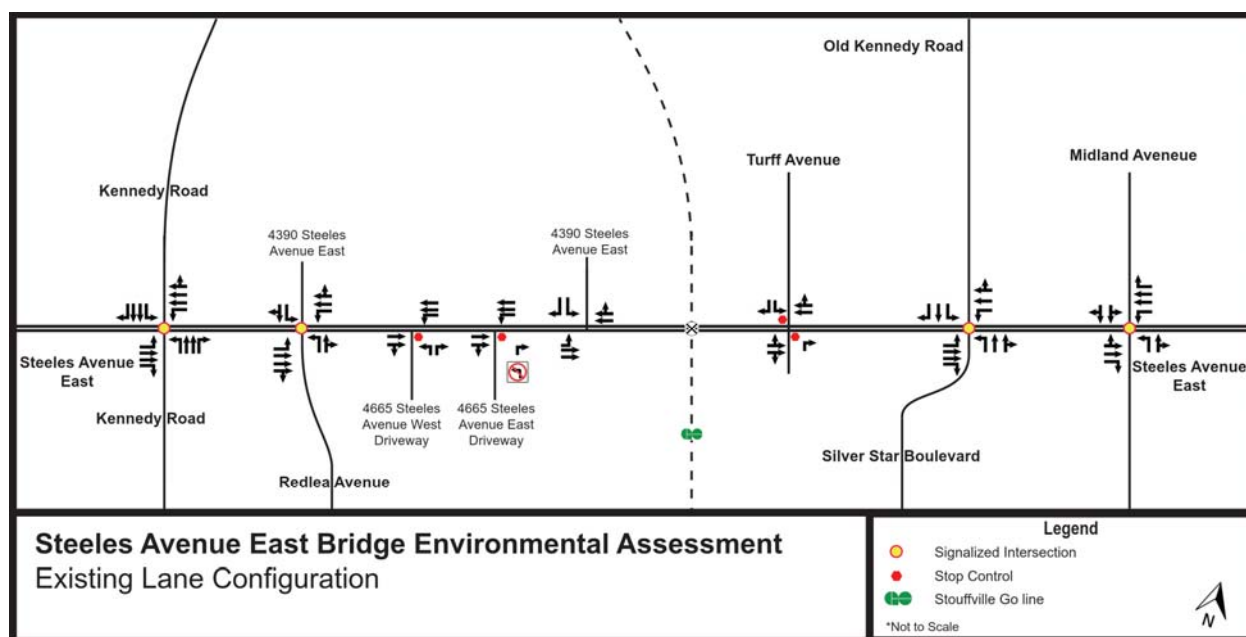 Old Kennedy Road
Turff Avenue
Midland Aveneue
Kennedy Road
4390 Steeles
Avenue East
4390 Steeles
Avenue East
Steeles Avenue
East
Steeles Avenue
East
Kennedy Road
4665 Steeles
Avenue West
Driveway
4665 Steeles
Avenue East
Driveway
Redlea Avenue
Silver Star Boulevard
Steeles Avenue East Bridge Environmental Assessment
Existing Lane Configuration
Legend
Signalized Intersection
Stop Control
Stouffville Go line
*Not to Scale
N